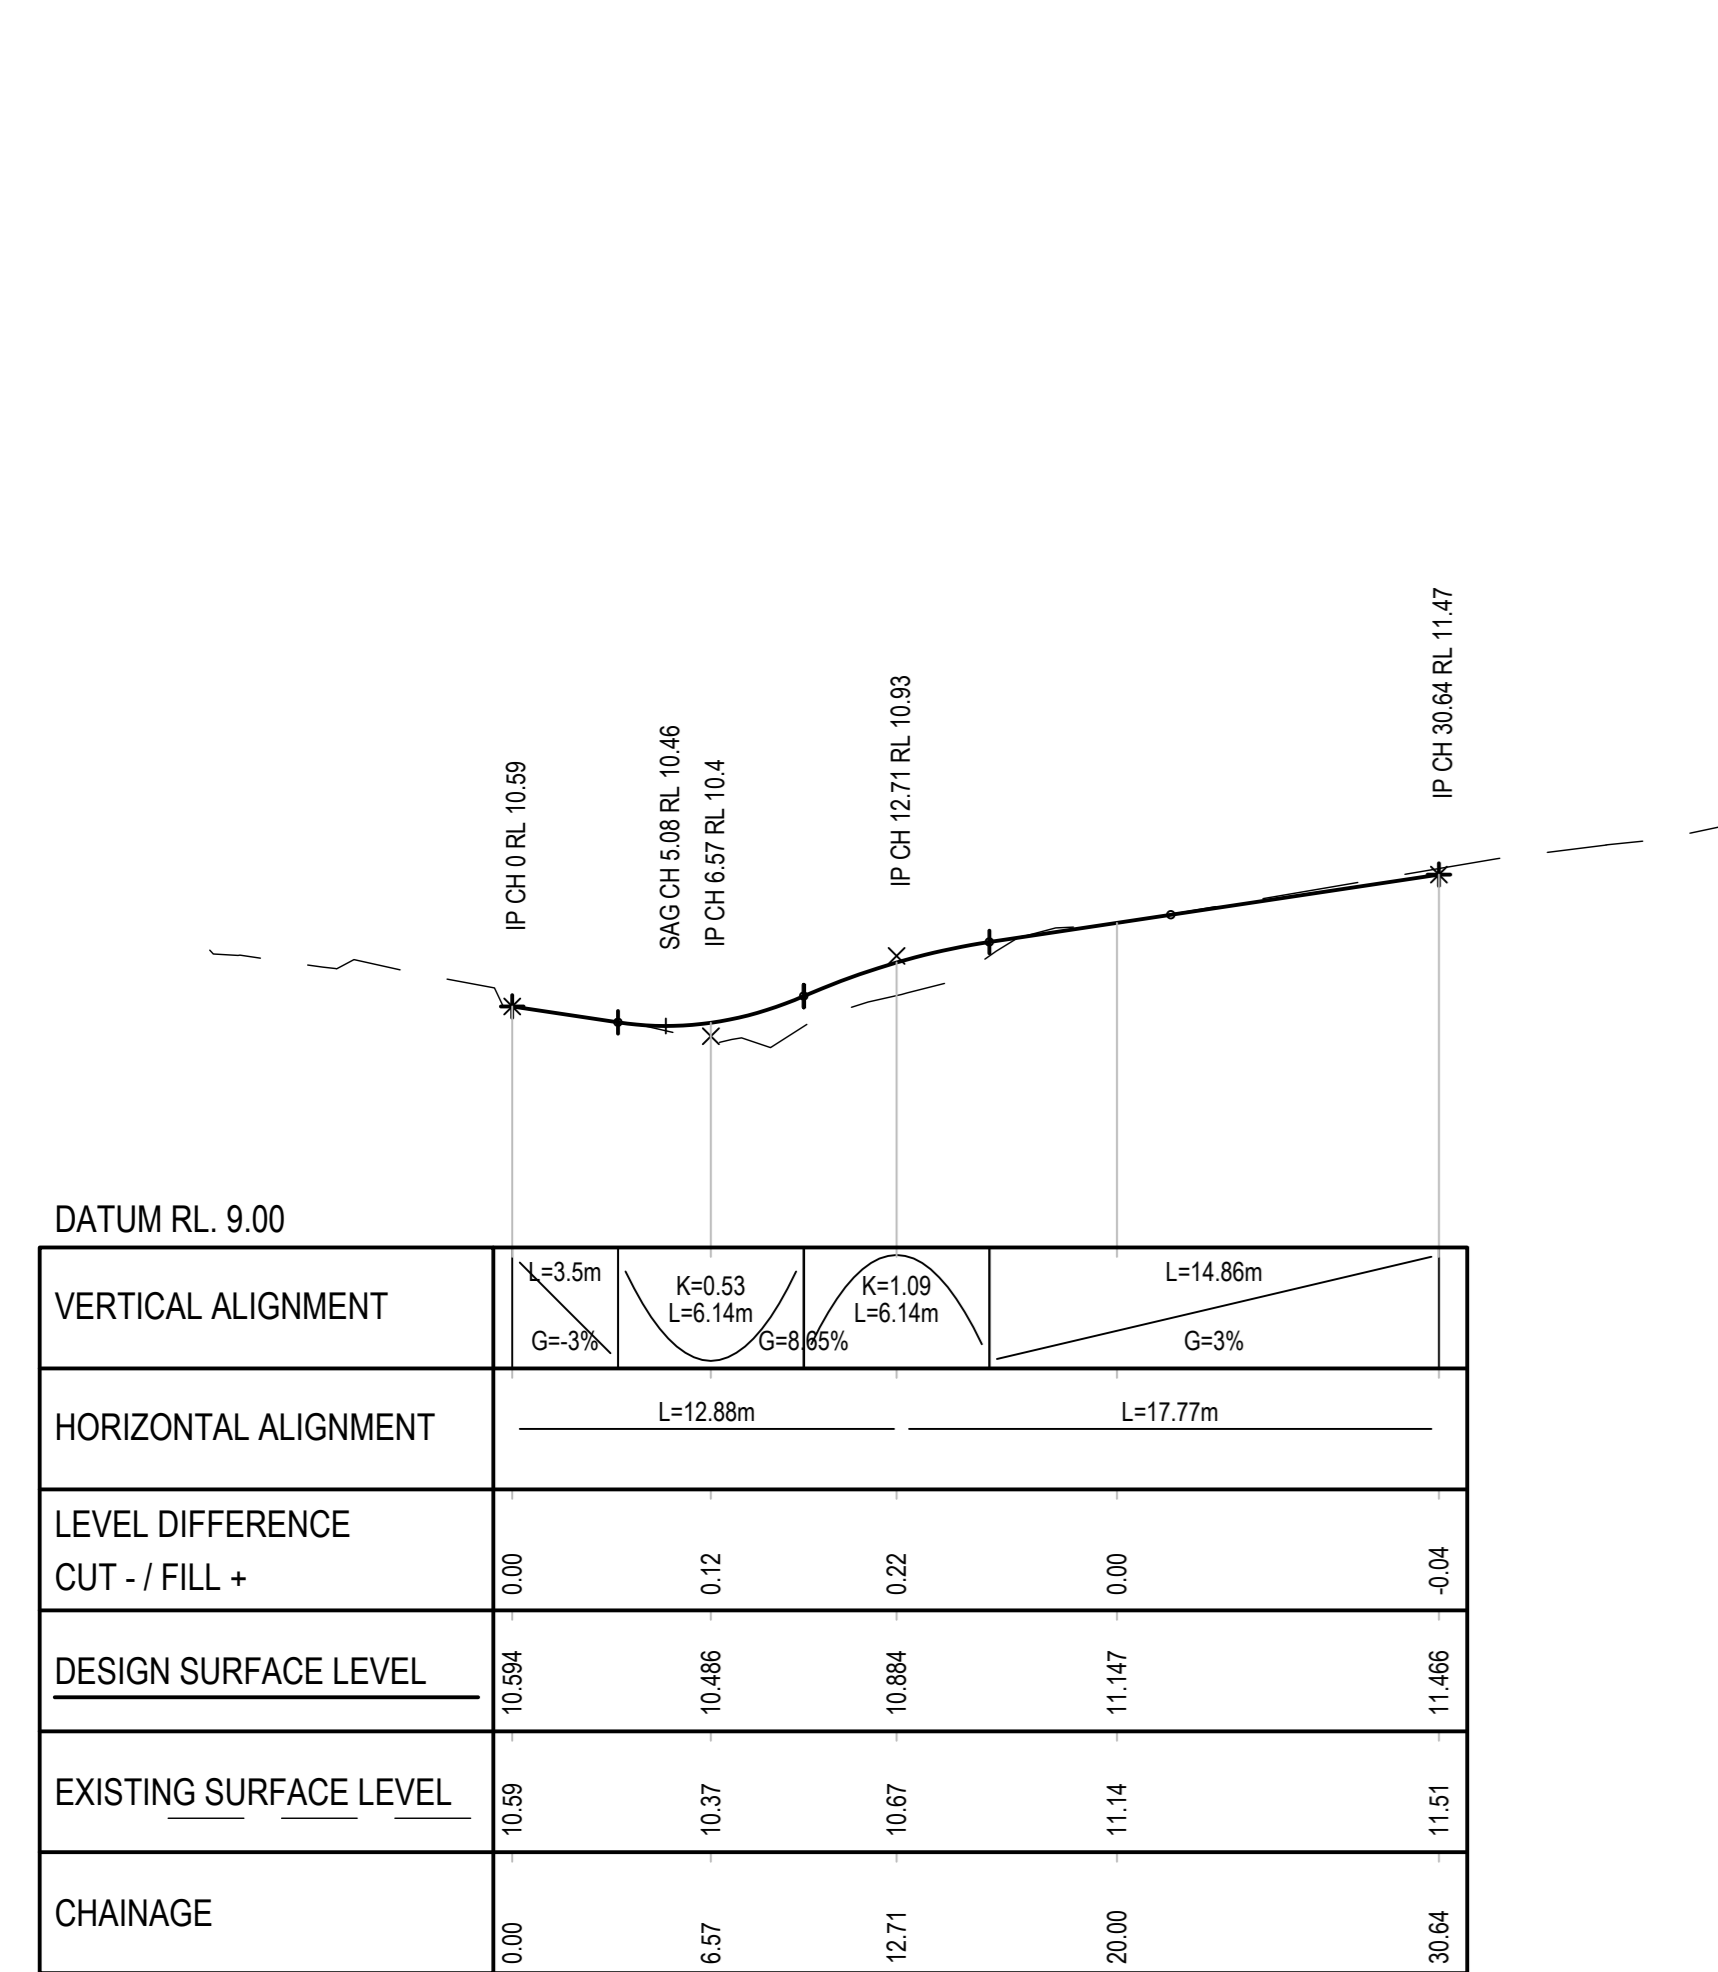 IP CH 0 RL 10.59
SAG CH 5.08 RL 10.46
IP CH 6.57 RL 10.4
IP CH 12.71 RL 10.93
IP CH 30.64 RL 11.47
DATUM RL. 9.00
VERTICAL ALIGNMENT
L=3.5m
G=-3%
K=0.53
L=6.14m
G=8.65%
K=1.09
L=6.14m
L=14.86m
G=3%
HORIZONTAL ALIGNMENT
L=12.88m
L=17.77m
LEVEL DIFFERENCE
CUT - / FILL +
0.00
0.12
0.22
0.00
-0.04
DESIGN SURFACE LEVEL
10.594
10.486
10.884
11.147
11.466
EXISTING SURFACE LEVEL
10.59
10.37
10.67
11.14
11.51
CHAINAGE
0.00
6.57
12.71
20.00
30.64